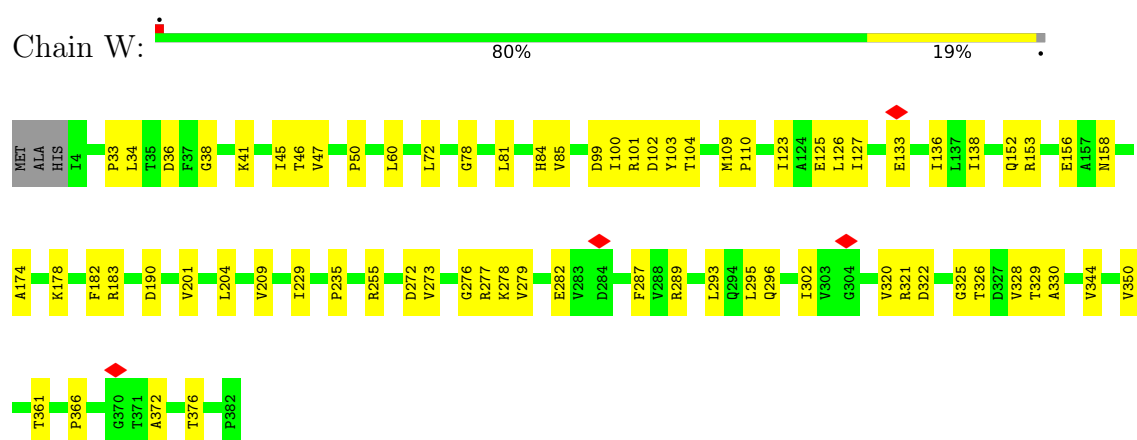 Chain W:
80% 19%
MET ALA HIS I4 P33 L34 T35 D36 F37 G38 K41 I45 T46 V47 P50 L60 L72 G78 L81 H84 V85 D99 I100 R101 D102 Y103 T104 M109 P110 I123 A124 E125 L126 I127 E133 I136 L137 I138 Q152 R153 E156 A157 N158
A174 K178 F182 R183 D190 V201 L204 V209 I229 P235 R255 D272 V273 G276 R277 K278 V279 E282 V283 D284 F287 V288 R289 L293 Q294 L295 Q296 I302 V303 G304 V320 R321 D322 G325 T326 D327 V328 T329 A330 V344 V350
T361 P366 G370 T371 A372 T376 P382